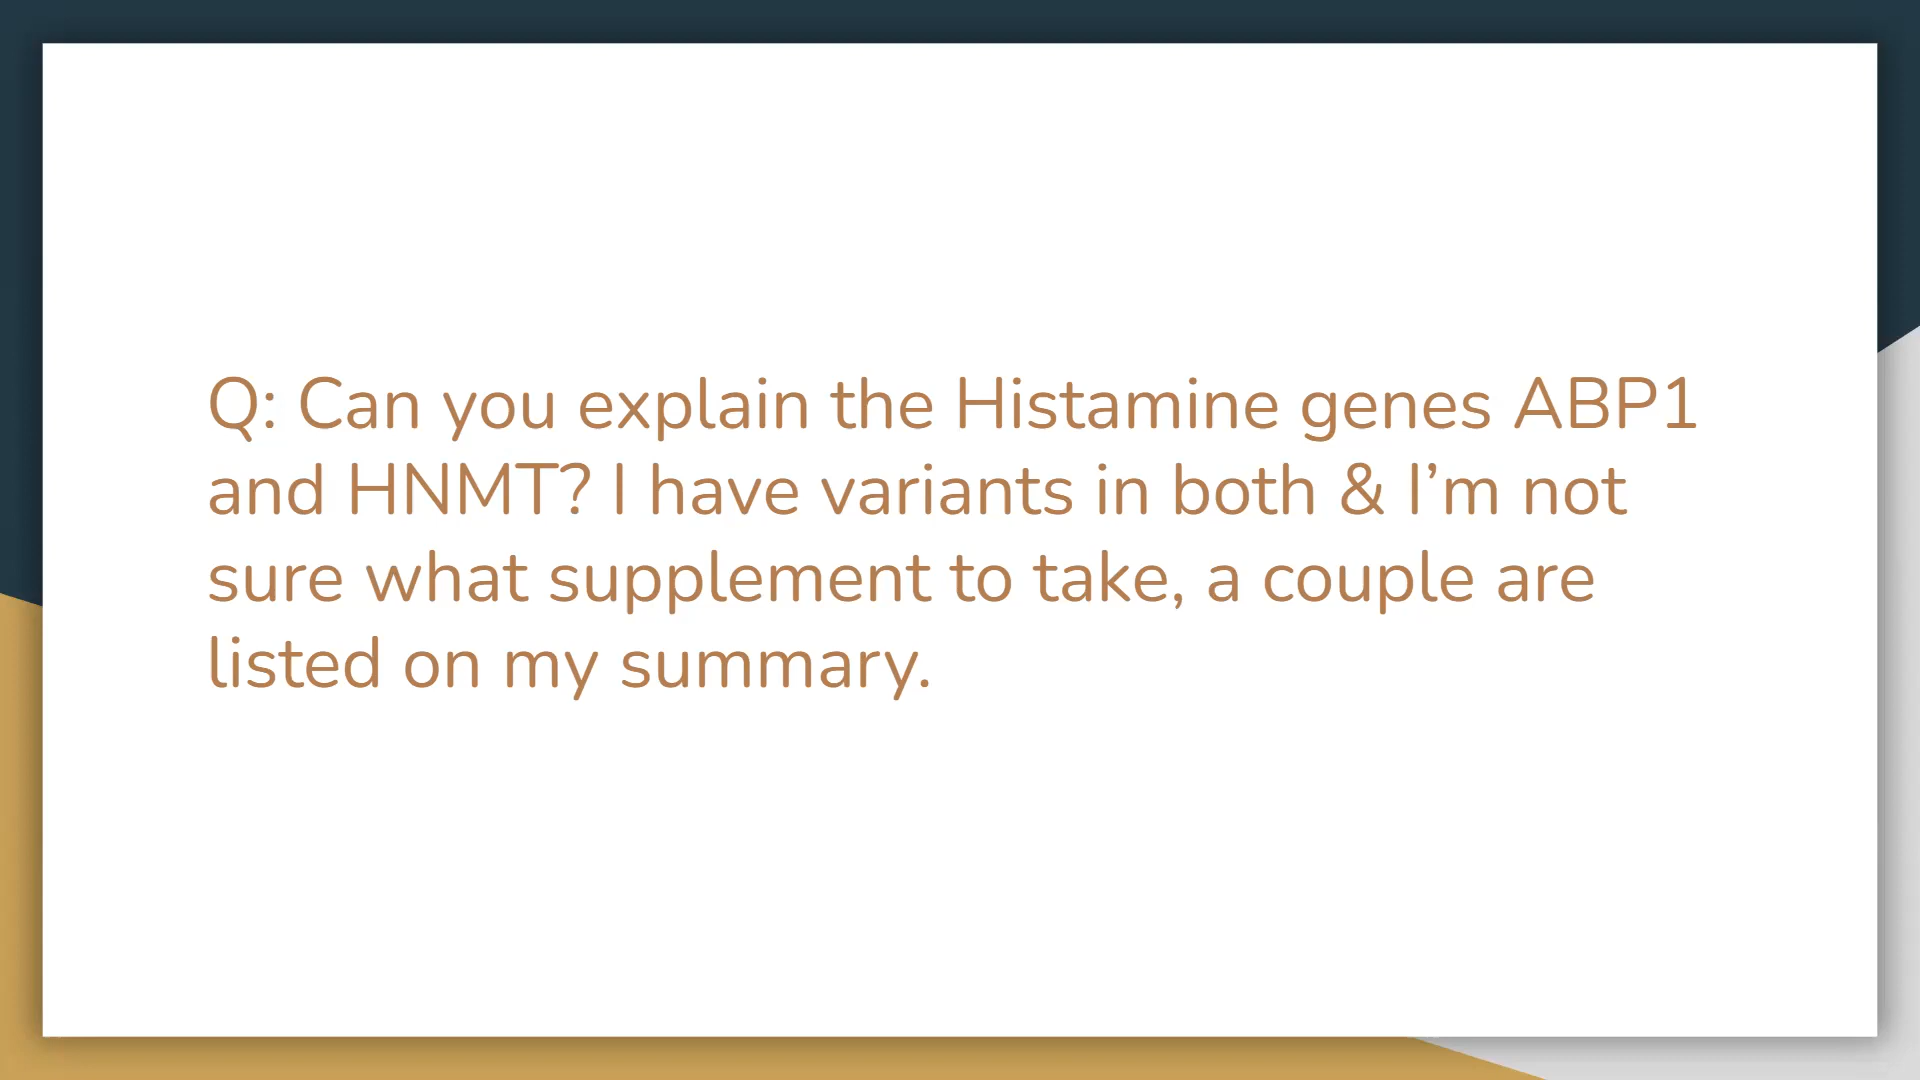 Q: Can you explain the Histamine genes ABP1
and HNMT? I have variants in both & I’m not
sure what supplement to take, a couple are
listed on my summary.